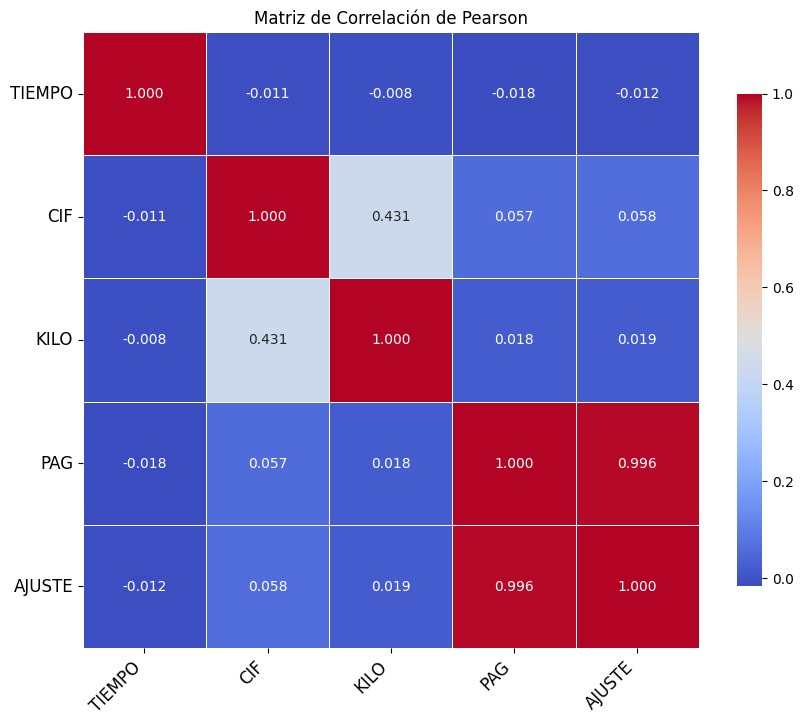 Matriz de Correlación de Pearson
TIEMPO 1.000 -0.011 -0.008 -0.018 -0.012
CIF -0.011 1.000 0.431 0.057 0.058
KILO -0.008 0.431 1.000 0.018 0.019
PAG -0.018 0.057 0.018 1.000 0.996
AJUSTE -0.012 0.058 0.019 0.996 1.000
TIEMPO CIF KILO PAG AJUSTE
1.0
0.8
0.6
0.4
0.2
0.0